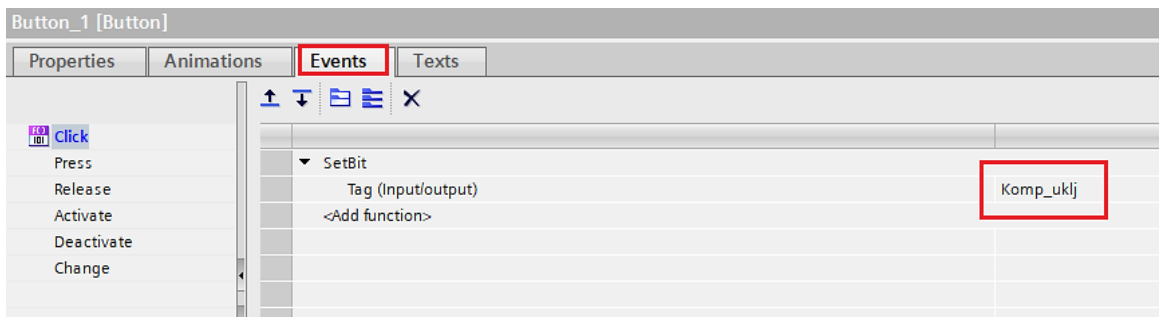 Button_1 [Button]
Properties Animations Events Texts
Click
Press
Release
Activate
Deactivate
Change
SetBit
Tag (Input/output) Komp_uklj
<Add function>